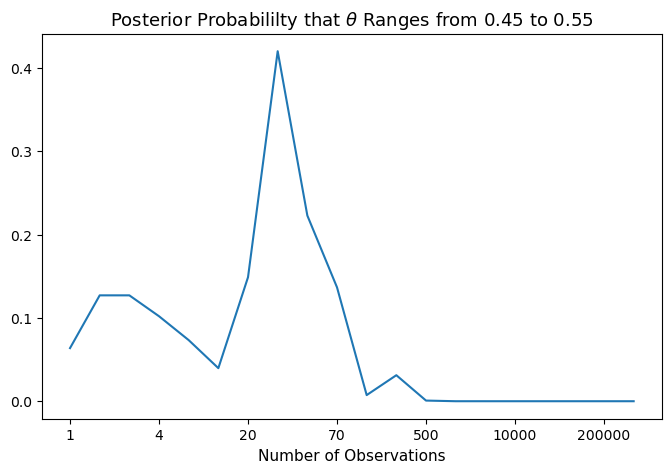 Posterior Probabililty that θ Ranges from 0.45 to 0.55
0.4
0.3
0.2
0.1
0.0
1 4 20 70 500 10000 200000
Number of Observations